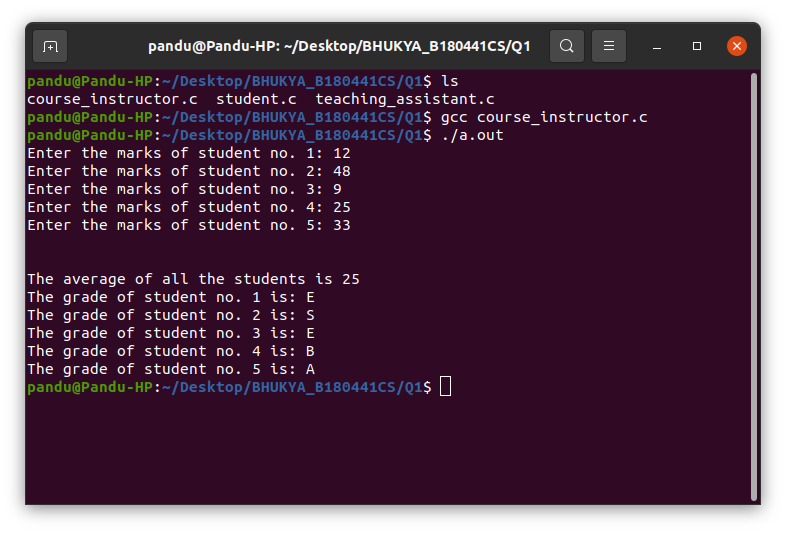 pandu@Pandu-HP: ~/Desktop/BHUKYA_B180441CS/Q1
pandu@Pandu-HP:~/Desktop/BHUKYA_B180441CS/Q1$ ls
course_instructor.c  student.c  teaching_assistant.c
pandu@Pandu-HP:~/Desktop/BHUKYA_B180441CS/Q1$ gcc course_instructor.c
pandu@Pandu-HP:~/Desktop/BHUKYA_B180441CS/Q1$ ./a.out
Enter the marks of student no. 1: 12
Enter the marks of student no. 2: 48
Enter the marks of student no. 3: 9
Enter the marks of student no. 4: 25
Enter the marks of student no. 5: 33
The average of all the students is 25
The grade of student no. 1 is: E
The grade of student no. 2 is: S
The grade of student no. 3 is: E
The grade of student no. 4 is: B
The grade of student no. 5 is: A
pandu@Pandu-HP:~/Desktop/BHUKYA_B180441CS/Q1$